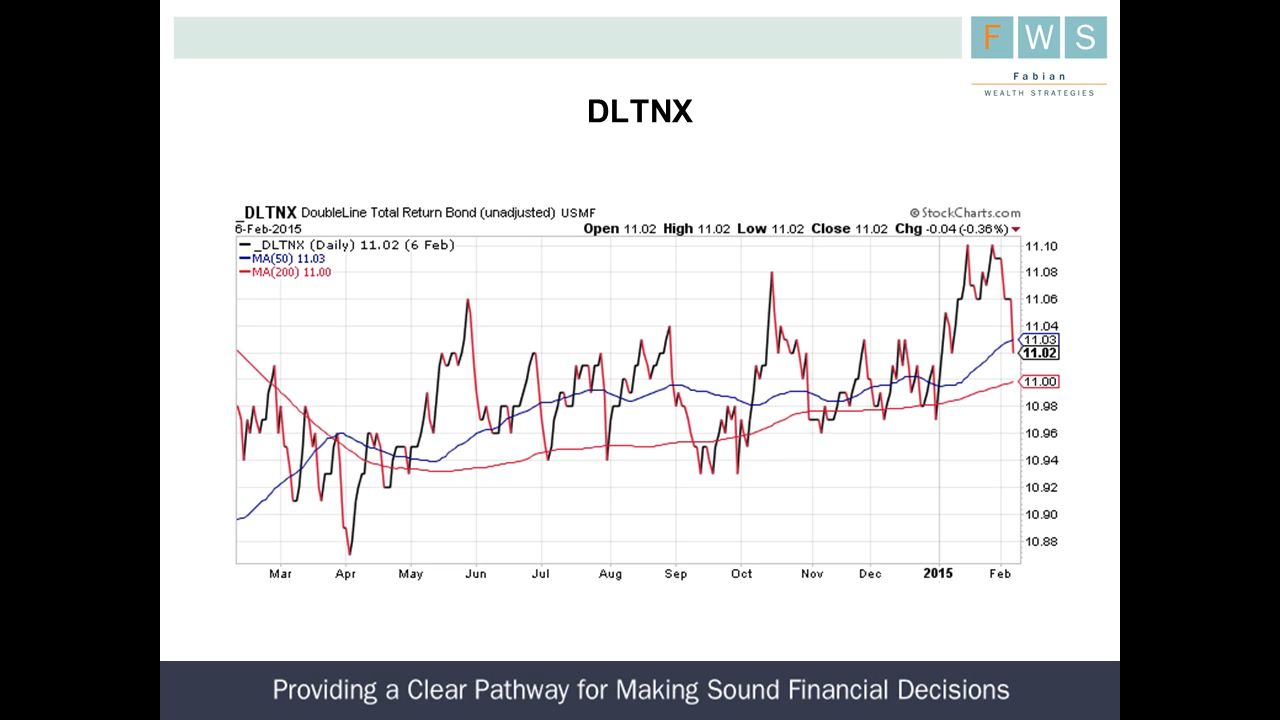 F W S
Fabian
WEALTH STRATEGIES
DLTNX
_DLTNX DoubleLine Total Return Bond (unadjusted) USMF
© StockCharts.com
6-Feb-2015
Open 11.02 High 11.02 Low 11.02 Close 11.02 Chg -0.04 (-0.36%)
_DLTNX (Daily) 11.02 (6 Feb)
MA(50) 11.03
MA(200) 11.00
11.10
11.08
11.06
11.04
11.03
11.02
11.00
10.98
10.96
10.94
10.92
10.90
10.88
Mar Apr May Jun Jul Aug Sep Oct Nov Dec 2015 Feb
Providing a Clear Pathway for Making Sound Financial Decisions